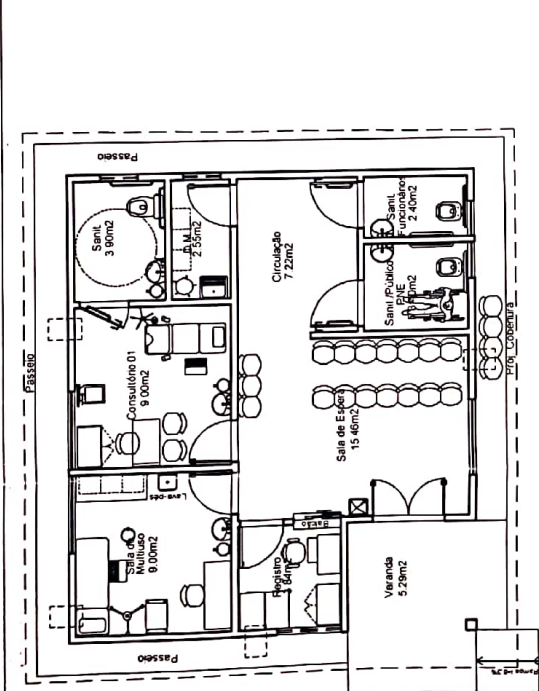 Passeio
Passeio
Sanit.
3.90m2
D.M.L.
2.55m2
Circulação
7.22m2
Sanit.
Funcionários
2.40m2
Sanit./Público
PNE
Consultório 01
9.00m2
Sala de Espera
15.46m2
Proj. Cobertura
Lava-pés
Sala de
Multiuso
9.00m2
Balcão
Registro
Varanda
5.29m2
Passeio